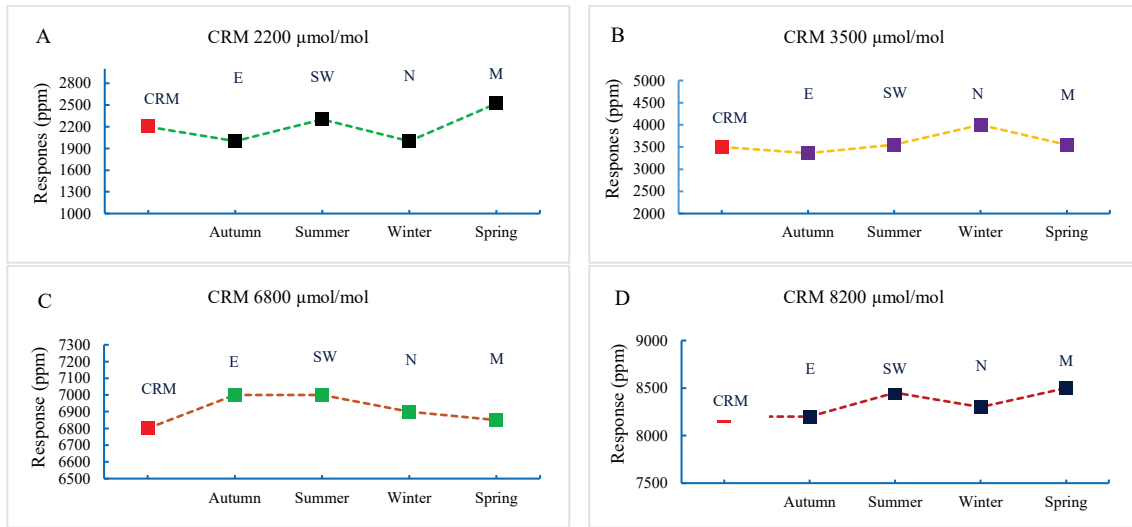 A
CRM 2200 µmol/mol
Respones (ppm)
2800
2500
2200
1900
1600
1300
1000
CRM
E
SW
N
M
Autumn
Summer
Winter
Spring
B
CRM 3500 µmol/mol
Respones (ppm)
5000
4500
4000
3500
3000
2500
2000
CRM
E
SW
N
M
Autumn
Summer
Winter
Spring
C
CRM 6800 µmol/mol
Response (ppm)
7300
7200
7100
7000
6900
6800
6700
6600
6500
CRM
E
SW
N
M
Autumn
Summer
Winter
Spring
D
CRM 8200 µmol/mol
Response (ppm)
9000
8500
8000
7500
CRM
E
SW
N
M
Autumn
Summer
Winter
Spring